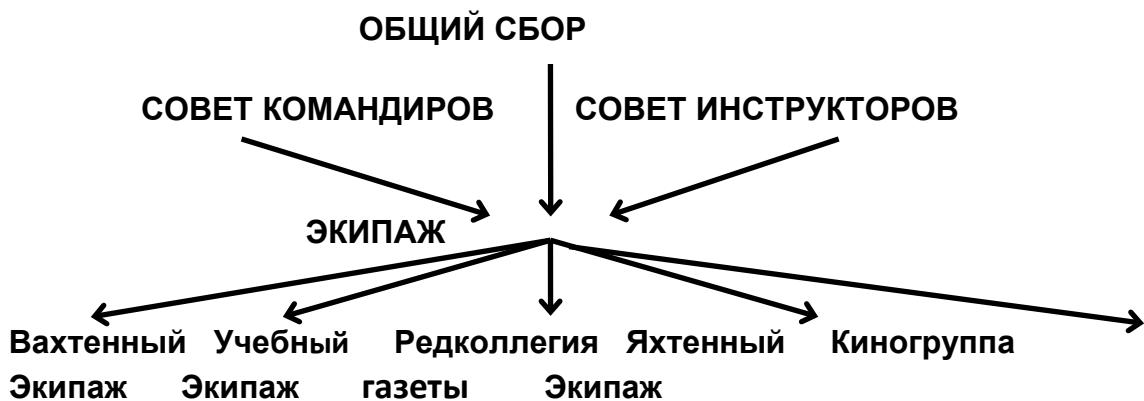 ОБЩИЙ СБОР
СОВЕТ КОМАНДИРОВ СОВЕТ ИНСТРУКТОРОВ
ЭКИПАЖ
Вахтенный Учебный Редколлегия Яхтенный Киногруппа
Экипаж Экипаж газеты Экипаж